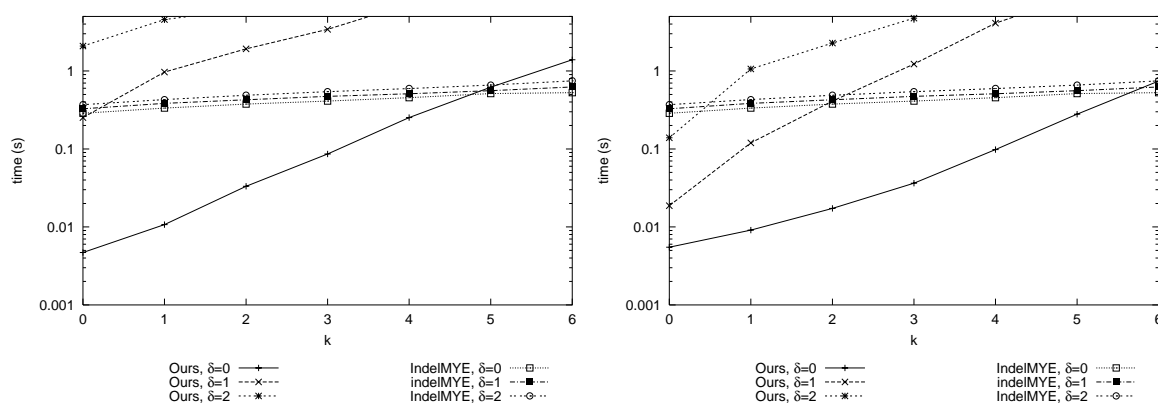 time (s)
1
0.1
0.01
0.001
0 1 2 3 4 5 6
k
Ours, δ=0
Ours, δ=1
Ours, δ=2
IndelMYE, δ=0
indelMYE, δ=1
IndelMYE, δ=2
time (s)
1
0.1
0.01
0.001
0 1 2 3 4 5 6
k
Ours, δ=0
Ours, δ=1
Ours, δ=2
IndelMYE, δ=0
indelMYE, δ=1
IndelMYE, δ=2